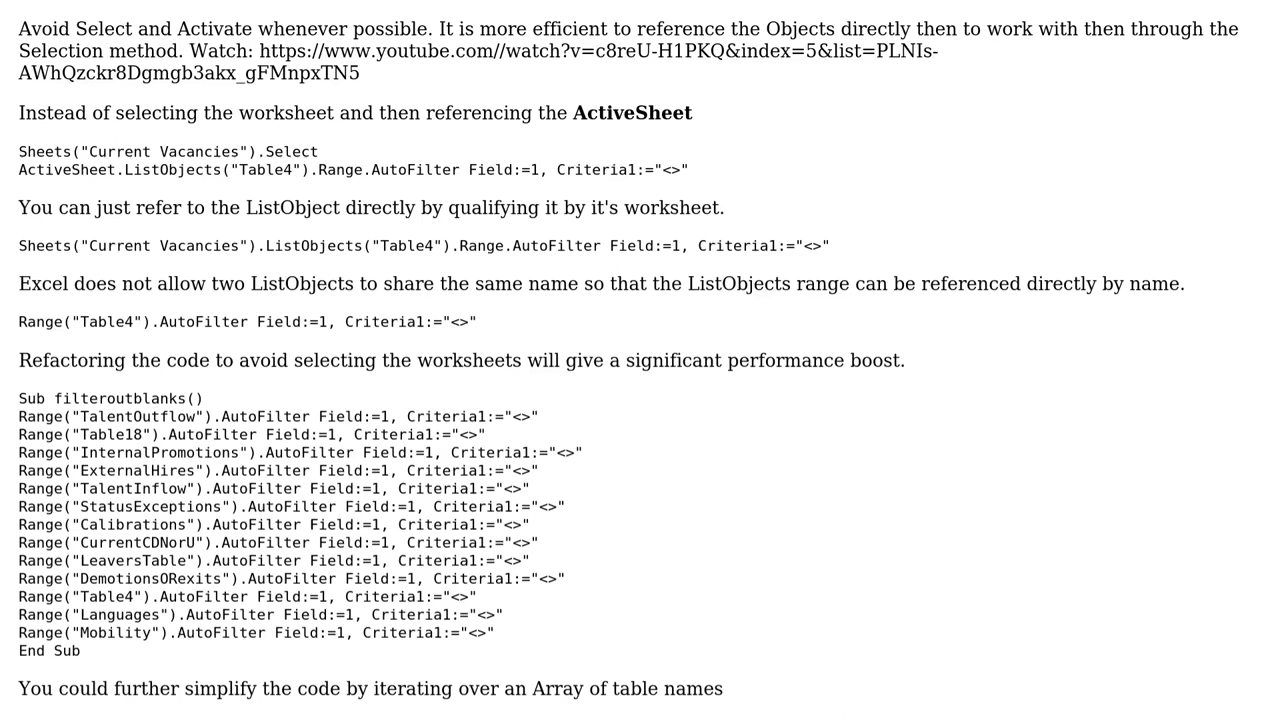 Avoid Select and Activate whenever possible. It is more efficient to reference the Objects directly then to work with then through the
Selection method. Watch: https://www.youtube.com//watch?v=c8reU-H1PKQ&index=5&list=PLNIs-
AWhQzckr8Dgmgb3akx_gFMnpxTN5
Instead of selecting the worksheet and then referencing the ActiveSheet
Sheets("Current Vacancies").Select
ActiveSheet.ListObjects("Table4").Range.AutoFilter Field:=1, Criteria1:="<>"
You can just refer to the ListObject directly by qualifying it by it's worksheet.
Sheets("Current Vacancies").ListObjects("Table4").Range.AutoFilter Field:=1, Criteria1:="<>"
Excel does not allow two ListObjects to share the same name so that the ListObjects range can be referenced directly by name.
Range("Table4").AutoFilter Field:=1, Criteria1:="<>"
Refactoring the code to avoid selecting the worksheets will give a significant performance boost.
Sub filteroutblanks()
Range("TalentOutflow").AutoFilter Field:=1, Criteria1:="<>"
Range("Table18").AutoFilter Field:=1, Criteria1:="<>"
Range("InternalPromotions").AutoFilter Field:=1, Criteria1:="<>"
Range("ExternalHires").AutoFilter Field:=1, Criteria1:="<>"
Range("TalentInflow").AutoFilter Field:=1, Criteria1:="<>"
Range("StatusExceptions").AutoFilter Field:=1, Criteria1:="<>"
Range("Calibrations").AutoFilter Field:=1, Criteria1:="<>"
Range("CurrentCDNorU").AutoFilter Field:=1, Criteria1:="<>"
Range("LeaversTable").AutoFilter Field:=1, Criteria1:="<>"
Range("DemotionsORexits").AutoFilter Field:=1, Criteria1:="<>"
Range("Table4").AutoFilter Field:=1, Criteria1:="<>"
Range("Languages").AutoFilter Field:=1, Criteria1:="<>"
Range("Mobility").AutoFilter Field:=1, Criteria1:="<>"
End Sub
You could further simplify the code by iterating over an Array of table names